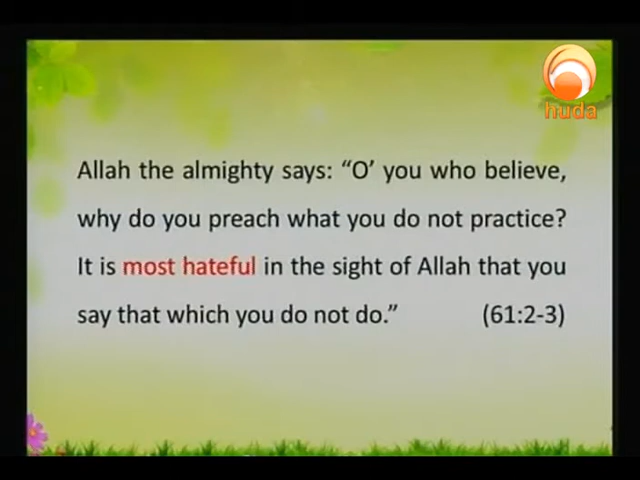 huda
Allah the almighty says: “O’ you who believe,
why do you preach what you do not practice?
It is most hateful in the sight of Allah that you
say that which you do not do.” (61:2-3)